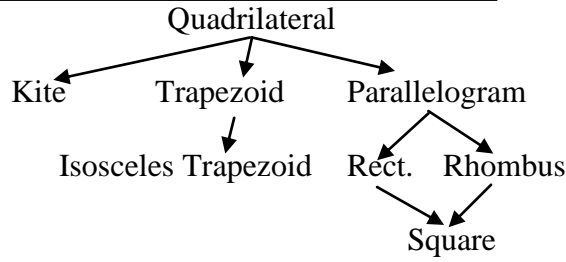 Quadrilateral
Kite Trapezoid Parallelogram
Isosceles Trapezoid Rect. Rhombus
Square